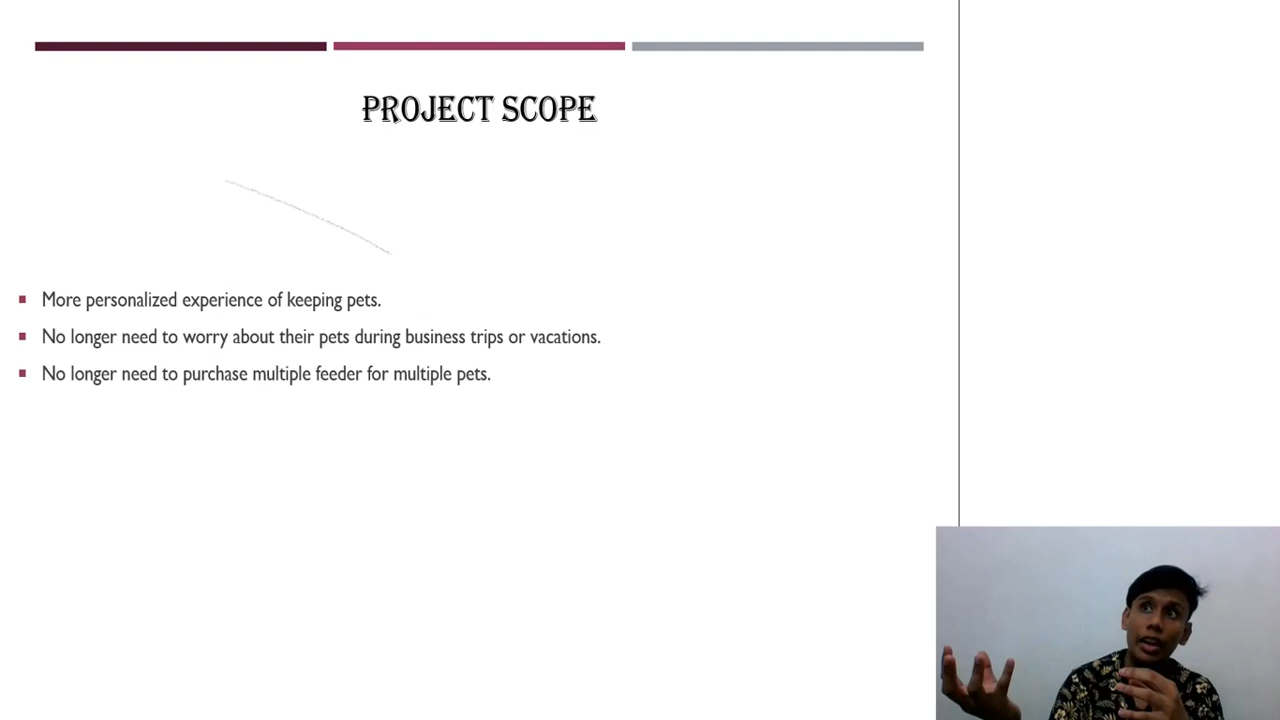 PROJECT SCOPE
More personalized experience of keeping pets.
No longer need to worry about their pets during business trips or vacations.
No longer need to purchase multiple feeder for multiple pets.